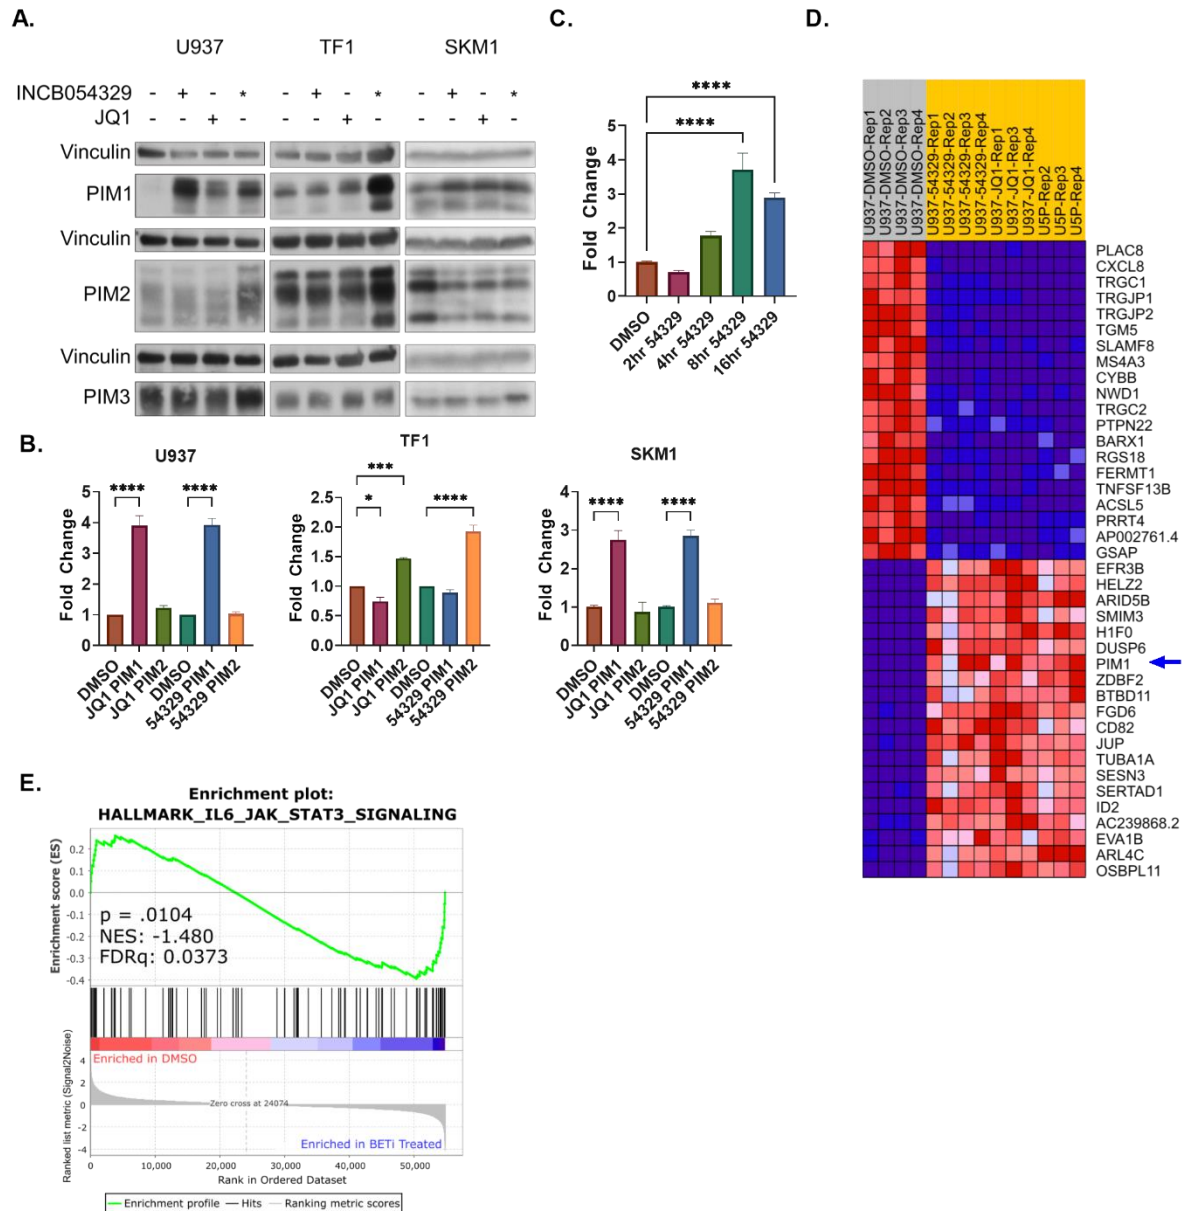 A.
U937
TF1
SKM1
INCB054329 - + - * - + - * - + - *
JQ1 - - + - - - + - - - + -
Vinculin
PIM1
Vinculin
PIM2
Vinculin
PIM3
B.
U937
Fold Change
5
4
3
2
1
0
****
****
DMSO
JQ1 PIM1
JQ1 PIM2
DMSO
54329 PIM1
54329 PIM2
TF1
Fold Change
2.5
2.0
1.5
1.0
0.5
0.0
***
*
****
DMSO
JQ1 PIM1
JQ1 PIM2
DMSO
54329 PIM1
54329 PIM2
SKM1
Fold Change
4
3
2
1
0
****
****
DMSO
JQ1 PIM1
JQ1 PIM2
DMSO
54329 PIM1
54329 PIM2
C.
Fold Change
5
4
3
2
1
0
****
****
DMSO
2hr 54329
4hr 54329
8hr 54329
16hr 54329
D.
U937-DMSO-Rep1
U937-DMSO-Rep2
U937-DMSO-Rep3
U937-DMSO-Rep4
U937-54329-Rep1
U937-54329-Rep2
U937-54329-Rep3
U937-54329-Rep4
U937-JQ1-Rep1
U937-JQ1-Rep3
U937-JQ1-Rep4
U5P-Rep2
U5P-Rep3
U5P-Rep4
PLAC8
CXCL8
TRGC1
TRGJP1
TRGJP2
TGM5
SLAMF8
MS4A3
CYBB
NWD1
TRGC2
PTPN22
BARX1
RGS18
FERMT1
TNFSF13B
ACSL5
PRRT4
AP002761.4
GSAP
EFR3B
HELZ2
ARID5B
SMIM3
H1F0
DUSP6
PIM1
ZDBF2
BTBD11
FGD6
CD82
JUP
TUBA1A
SESN3
SERTAD1
ID2
AC239868.2
EVA1B
ARL4C
OSBPL11
E.
Enrichment plot:
HALLMARK_IL6_JAK_STAT3_SIGNALING
Enrichment score (ES)
0.2
0.1
0.0
-0.1
-0.2
-0.3
-0.4
p = .0104
NES: -1.480
FDRq: 0.0373
Enriched in DMSO
Ranked list metric (Signal2Noise)
4
2
0
-2
-4
Zero cross at 24074
Enriched in BETi Treated
0 10,000 20,000 30,000 40,000 50,000
Rank in Ordered Dataset
Enrichment profile Hits Ranking metric scores